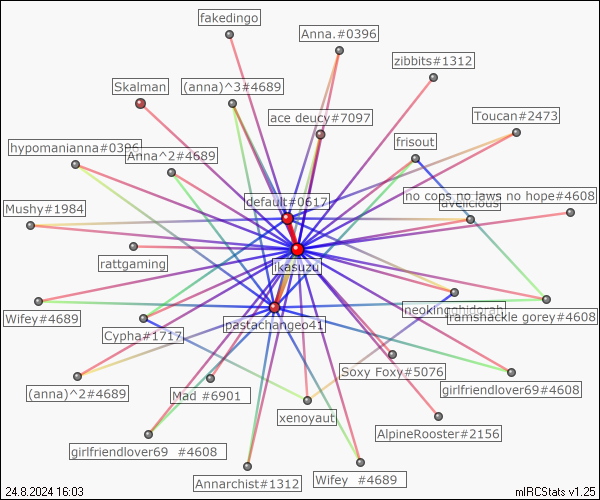 fakedingo
Anna.#0396
zibbits#1312
Skalman
(anna)^3#4689
ace deucy#7097
Toucan#2473
frisout
hypomanianna#0396
Anna^2#4689
no cops no laws no hope#4608
default#0617
Mushy#1984
rattgaming
ikasuzu
Wifey#4689
ramshackle gorey#4608
pastachangeo41
Cypha#1717
Soxy Foxy#5076
(anna)^2#4689
Mad #6901
girlfriendlover69#4608
xenoyaut
AlpineRooster#2156
girlfriendlover69 #4608
Annarchist#1312
Wifey #4689
24.8.2024 16:03
mIRCStats v1.25